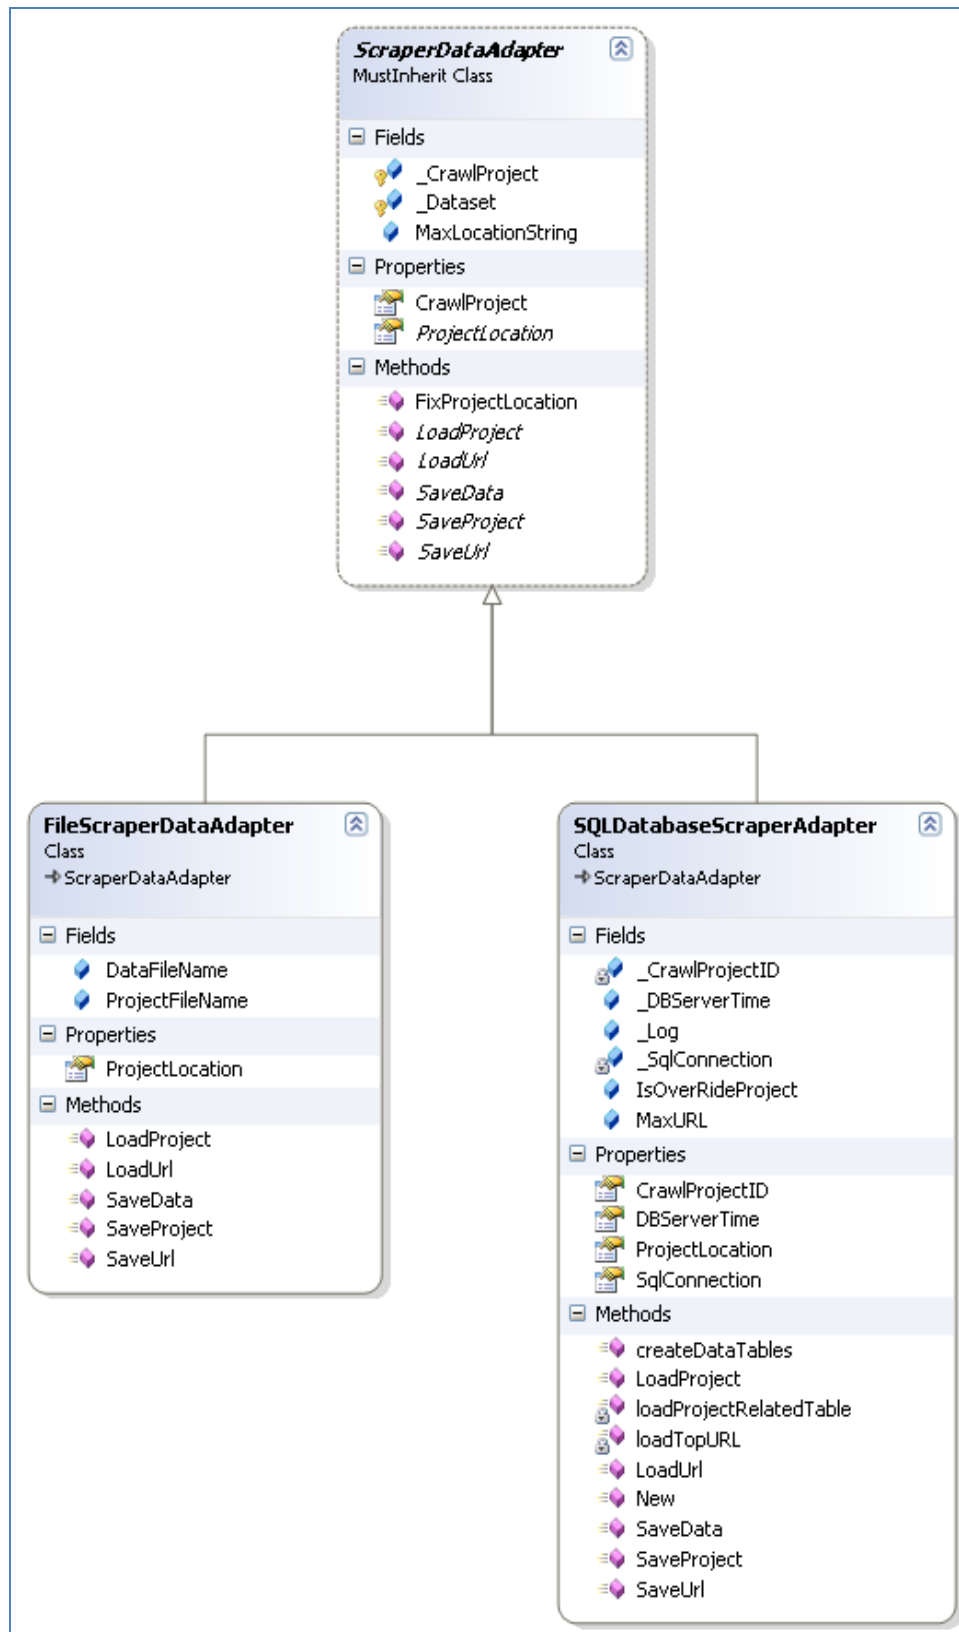 ScraperDataAdapter
MustInherit Class
Fields
_CrawlProject
_Dataset
MaxLocationString
Properties
CrawlProject
ProjectLocation
Methods
FixProjectLocation
LoadProject
LoadUrl
SaveData
SaveProject
SaveUrl
FileScraperDataAdapter
Class
ScraperDataAdapter
Fields
DataFileName
ProjectFileName
Properties
ProjectLocation
Methods
LoadProject
LoadUrl
SaveData
SaveProject
SaveUrl
SQLDatabaseScraperAdapter
Class
ScraperDataAdapter
Fields
_CrawlProjectID
_DBServerTime
_Log
_SqlConnection
IsOverRideProject
MaxURL
Properties
CrawlProjectID
DBServerTime
ProjectLocation
SqlConnection
Methods
createDataTables
LoadProject
loadProjectRelatedTable
loadTopURL
LoadUrl
New
SaveData
SaveProject
SaveUrl